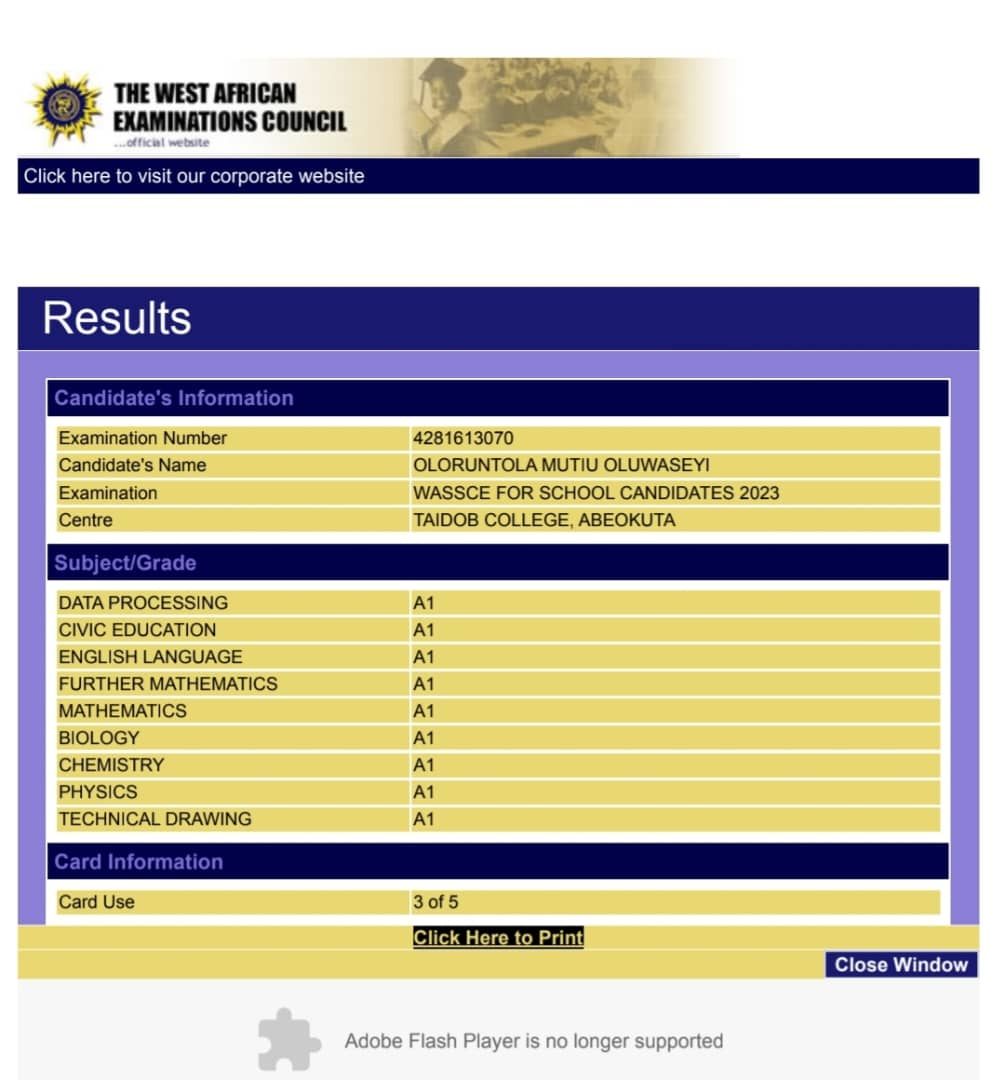 THE WEST AFRICAN
EXAMINATIONS COUNCIL
...official website
Click here to visit our corporate website
Results
Candidate's Information
Examination Number 4281613070
Candidate's Name OLORUNTOLA MUTIU OLUWASEYI
Examination WASSCE FOR SCHOOL CANDIDATES 2023
Centre TAIDOB COLLEGE, ABEOKUTA
Subject/Grade
DATA PROCESSING A1
CIVIC EDUCATION A1
ENGLISH LANGUAGE A1
FURTHER MATHEMATICS A1
MATHEMATICS A1
BIOLOGY A1
CHEMISTRY A1
PHYSICS A1
TECHNICAL DRAWING A1
Card Information
Card Use 3 of 5
Click Here to Print
Close Window
Adobe Flash Player is no longer supported